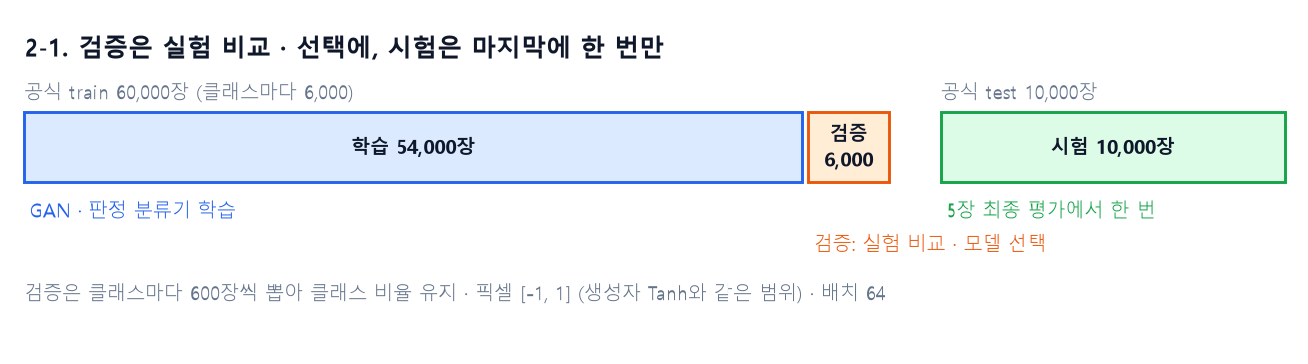 2-1. 검증은 실험 비교 · 선택에, 시험은 마지막에 한 번만
공식 train 60,000장 (클래스마다 6,000)
공식 test 10,000장
학습 54,000장
검증
6,000
시험 10,000장
GAN · 판정 분류기 학습
5장 최종 평가에서 한 번
검증: 실험 비교 · 모델 선택
검증은 클래스마다 600장씩 뽑아 클래스 비율 유지 · 픽셀 [-1, 1] (생성자 Tanh와 같은 범위) · 배치 64